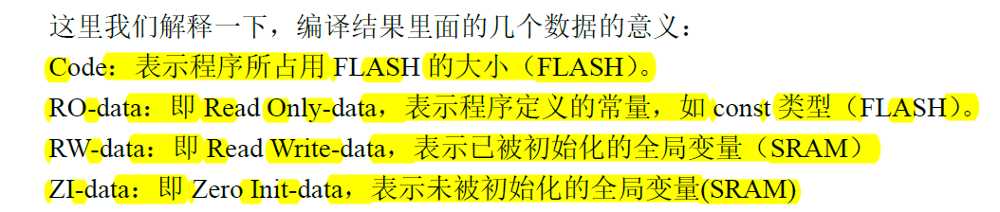 这里我们解释一下，编译结果里面的几个数据的意义：
Code：表示程序所占用 FLASH 的大小（FLASH）。
RO-data：即 Read Only-data，表示程序定义的常量，如 const 类型（FLASH）。
RW-data：即 Read Write-data，表示已被初始化的全局变量（SRAM）
ZI-data：即 Zero Init-data，表示未被初始化的全局变量(SRAM)